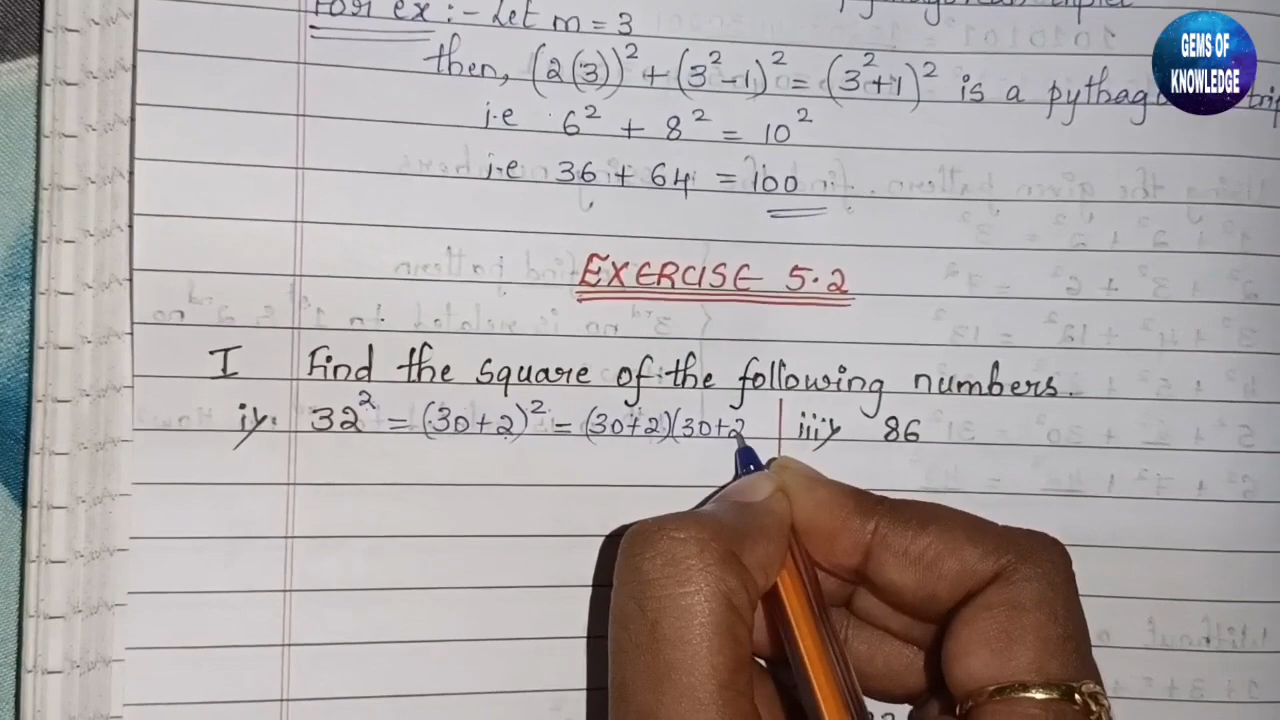 For ex :- Let m = 3
then, (2(3))² + (3²-1)² = (3²+1)² is a
i.e 6² + 8² = 10²
i.e 36 + 64 = 100
EXERCISE 5.2
I Find the square of the following numbers.
i) 32² = (30+2)² = (30+2)(30+2 iii) 86
GEMS OF
KNOWLEDGE